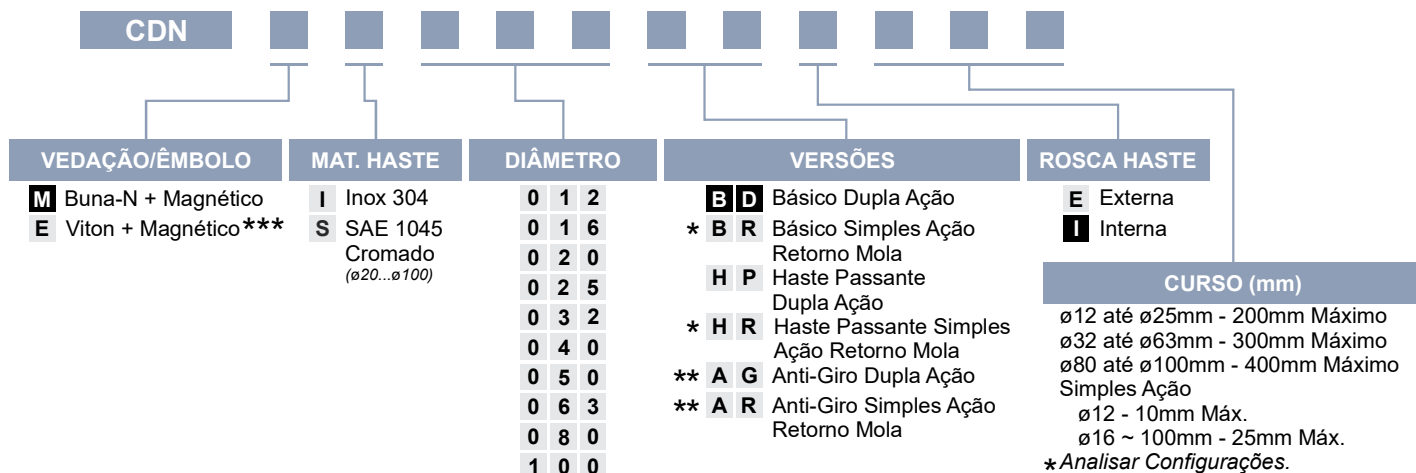 CDN
VEDAÇÃO/ÊMBOLO
M Buna-N + Magnético
E Viton + Magnético***
MAT. HASTE
I Inox 304
S SAE 1045
Cromado
(ø20...ø100)
DIÂMETRO
0 1 2
0 1 6
0 2 0
0 2 5
0 3 2
0 4 0
0 5 0
0 6 3
0 8 0
1 0 0
VERSÕES
B D Básico Dupla Ação
* B R Básico Simples Ação
Retorno Mola
H P Haste Passante
Dupla Ação
* H R Haste Passante Simples
Ação Retorno Mola
** A G Anti-Giro Dupla Ação
** A R Anti-Giro Simples Ação
Retorno Mola
ROSCA HASTE
E Externa
I Interna
CURSO (mm)
ø12 até ø25mm - 200mm Máximo
ø32 até ø63mm - 300mm Máximo
ø80 até ø100mm - 400mm Máximo
Simples Ação
ø12 - 10mm Máx.
ø16 ~ 100mm - 25mm Máx.
*Analisar Configurações.